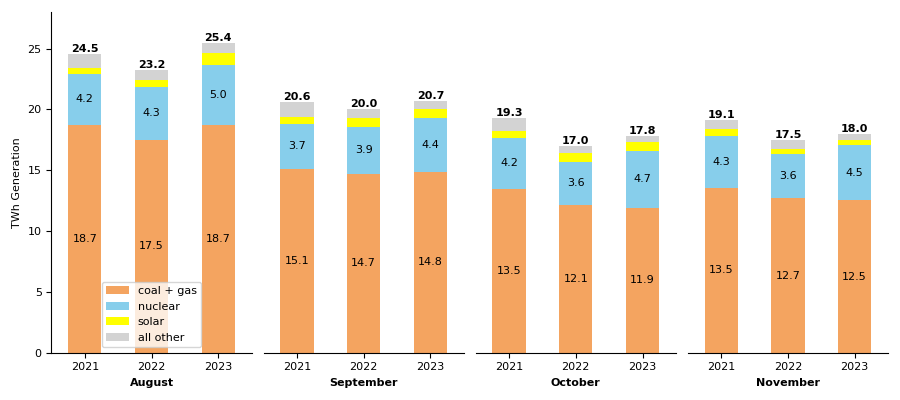 TWh Generation
25
20
15
10
5
0
24.5 23.2 25.4
4.2 4.3 5.0
18.7 17.5 18.7
20.6 20.0 20.7
3.7 3.9 4.4
15.1 14.7 14.8
19.3 17.0 17.8
4.2 3.6 4.7
13.5 12.1 11.9
19.1 17.5 18.0
4.3 3.6 4.5
13.5 12.7 12.5
coal + gas
nuclear
solar
all other
2021 2022 2023 2021 2022 2023 2021 2022 2023 2021 2022 2023
August September October November